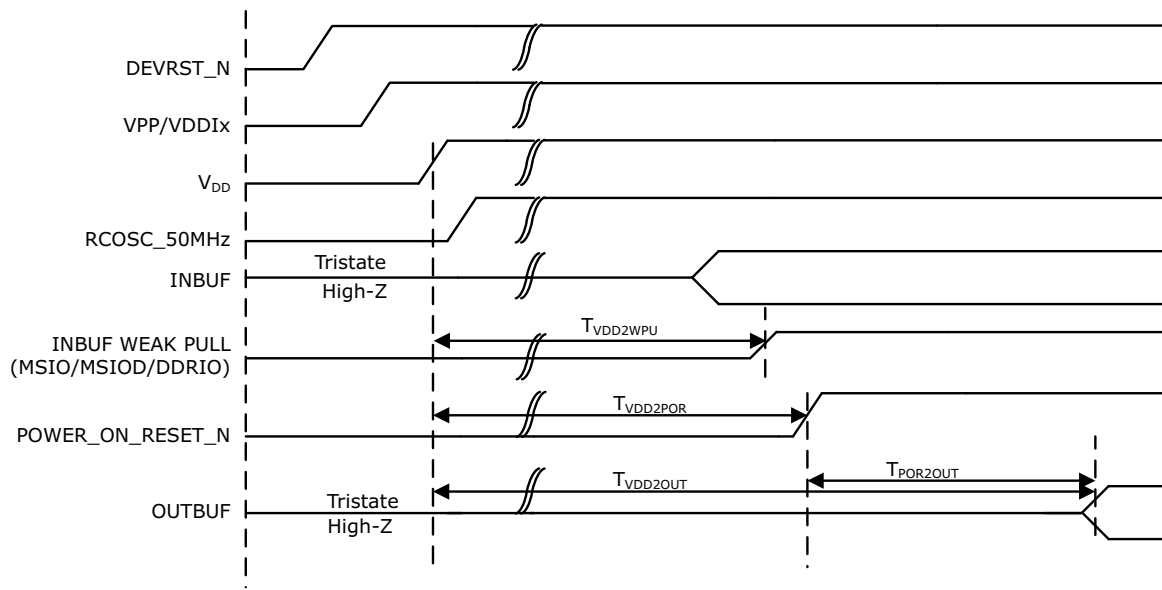 DEVRST_N
VPP/VDDIx
VDD
RCOSC_50MHz
Tristate
INBUF
High-Z
TVDD2WPU
INBUF WEAK PULL
(MSIO/MSIOD/DDRIO)
TVDD2POR
POWER_ON_RESET_N
TPOR2OUT
TVDD2OUT
Tristate
OUTBUF
High-Z